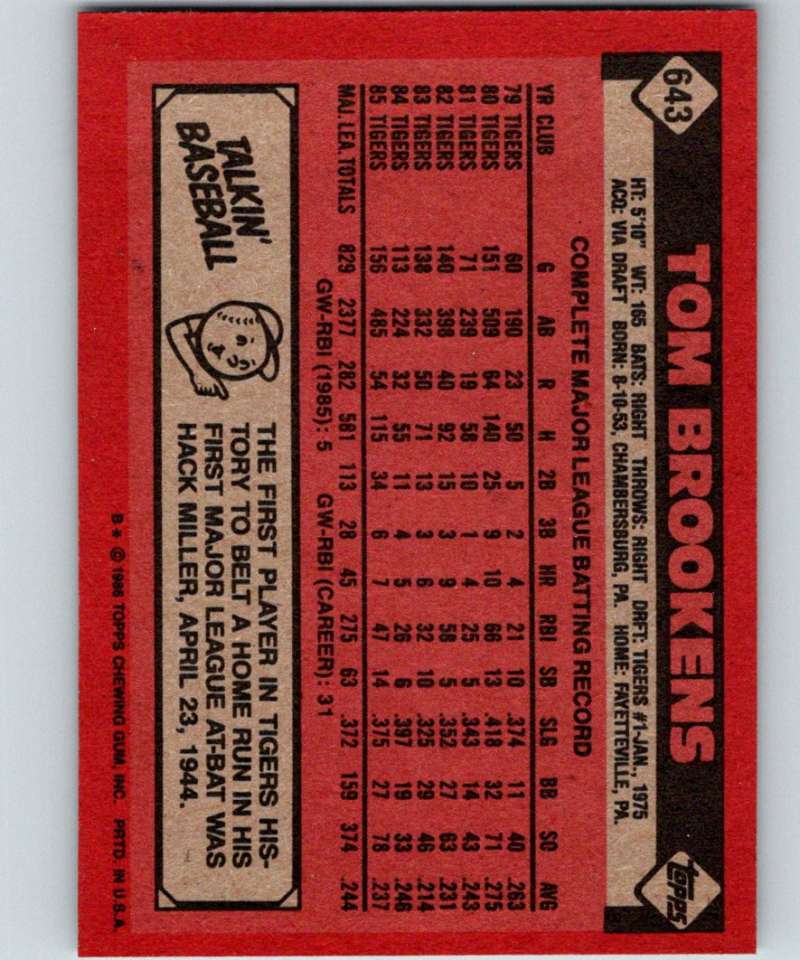 643
TOM BROOKENS
Topps
HT: 5'10" WT: 165 BATS: RIGHT THROWS: RIGHT DRFT: TIGERS #1-JAN., 1975
ACQ: VIA DRAFT BORN: 8-10-53, CHAMBERSBURG, PA. HOME: FAYETTEVILLE, PA.
COMPLETE MAJOR LEAGUE BATTING RECORD
YR CLUB G AB R H 2B 3B HR RBI SB SLG BB SO AVG
79 TIGERS 60 190 23 50 5 2 4 21 10 .374 11 40 .263
80 TIGERS 151 509 64 140 25 9 10 66 13 .418 32 71 .275
81 TIGERS 71 239 19 58 10 1 4 25 5 .343 14 43 .243
82 TIGERS 140 398 40 92 15 3 9 58 5 .352 27 63 .231
83 TIGERS 138 332 50 71 13 3 6 32 10 .325 29 46 .214
84 TIGERS 113 224 32 55 11 4 5 26 6 .397 19 33 .246
85 TIGERS 156 485 54 115 34 6 7 47 14 .375 27 78 .237
MAJ. LEA. TOTALS 829 2377 282 581 113 28 45 275 63 .372 159 374 .244
GW-RBI (1985): 5 GW-RBI (CAREER): 31
TALKIN'
BASEBALL
THE FIRST PLAYER IN TIGERS HIS-
TORY TO BELT A HOME RUN IN HIS
FIRST MAJOR LEAGUE AT-BAT WAS
HACK MILLER, APRIL 23, 1944.
B* © 1986 TOPPS CHEWING GUM, INC. PRTD. IN U.S.A.